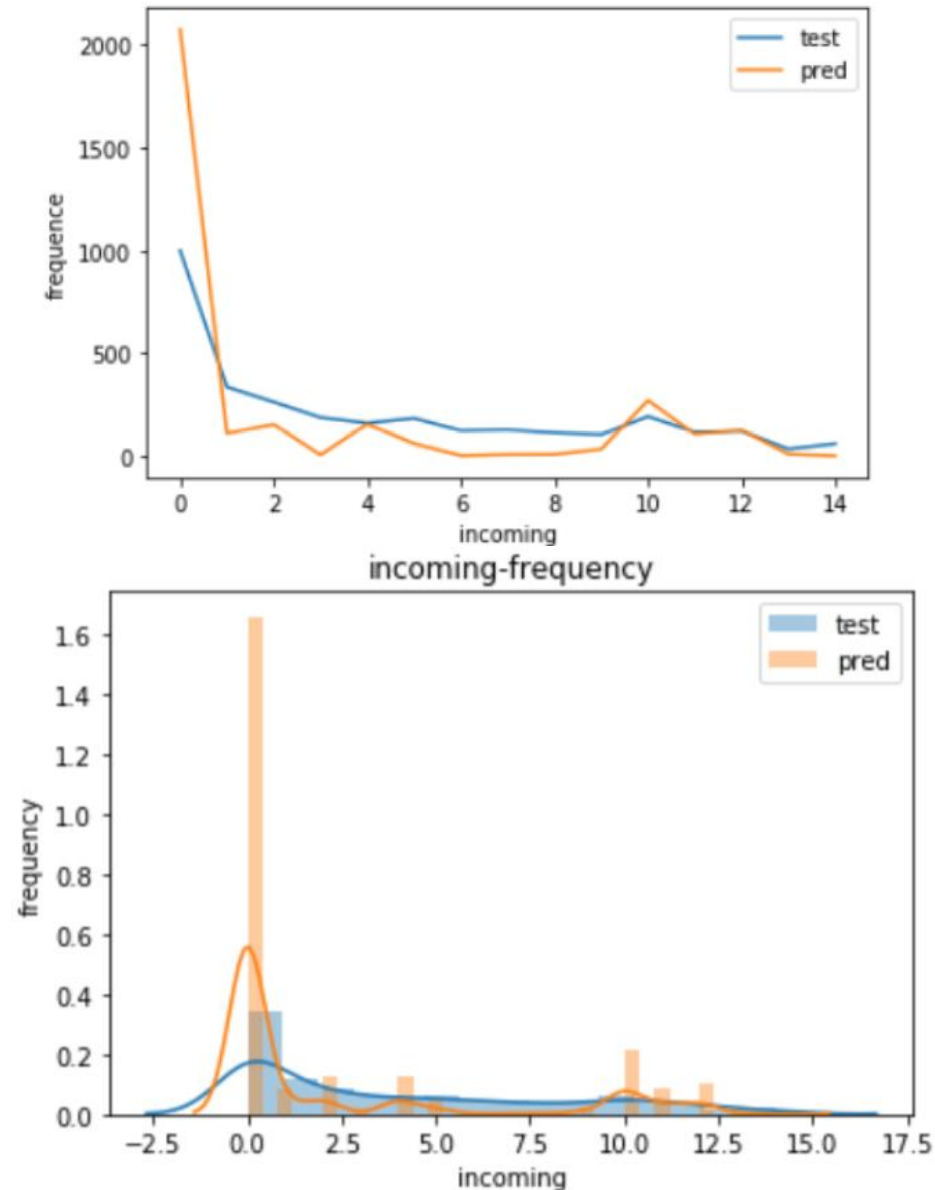 2000
1500
1000
500
0
frequence
test
pred
0 2 4 6 8 10 12 14
incoming
incoming-frequency
1.6
1.4
1.2
1.0
0.8
0.6
0.4
0.2
0.0
frequency
test
pred
−2.5 0.0 2.5 5.0 7.5 10.0 12.5 15.0 17.5
incoming